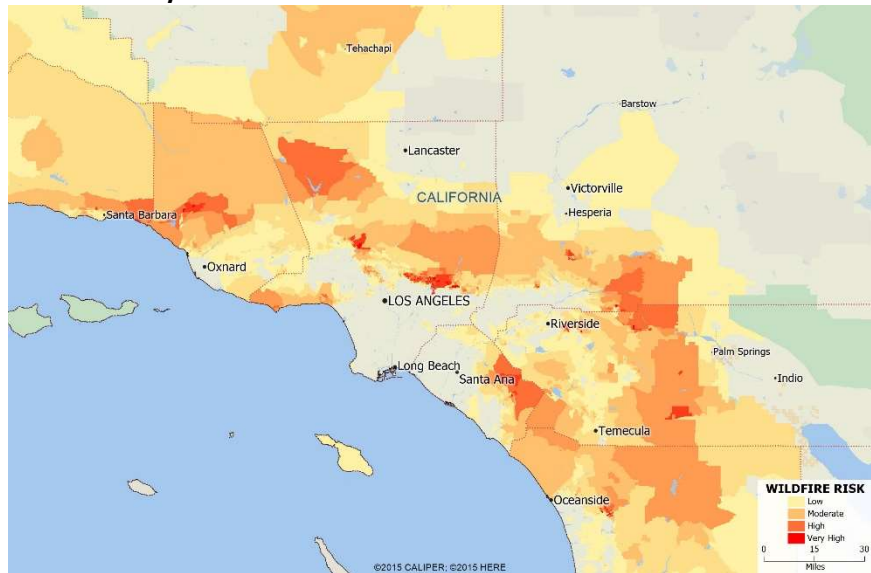 Tehachapi
Barstow
Lancaster
CALIFORNIA
Victorville
Hesperia
Santa Barbara
Oxnard
LOS ANGELES
Riverside
Long Beach
Santa Ana
Palm Springs
Indio
Temecula
Oceanside
WILDFIRE RISK
Low
Moderate
High
Very High
0 15 30
Miles
©2015 CALIPER; ©2015 HERE